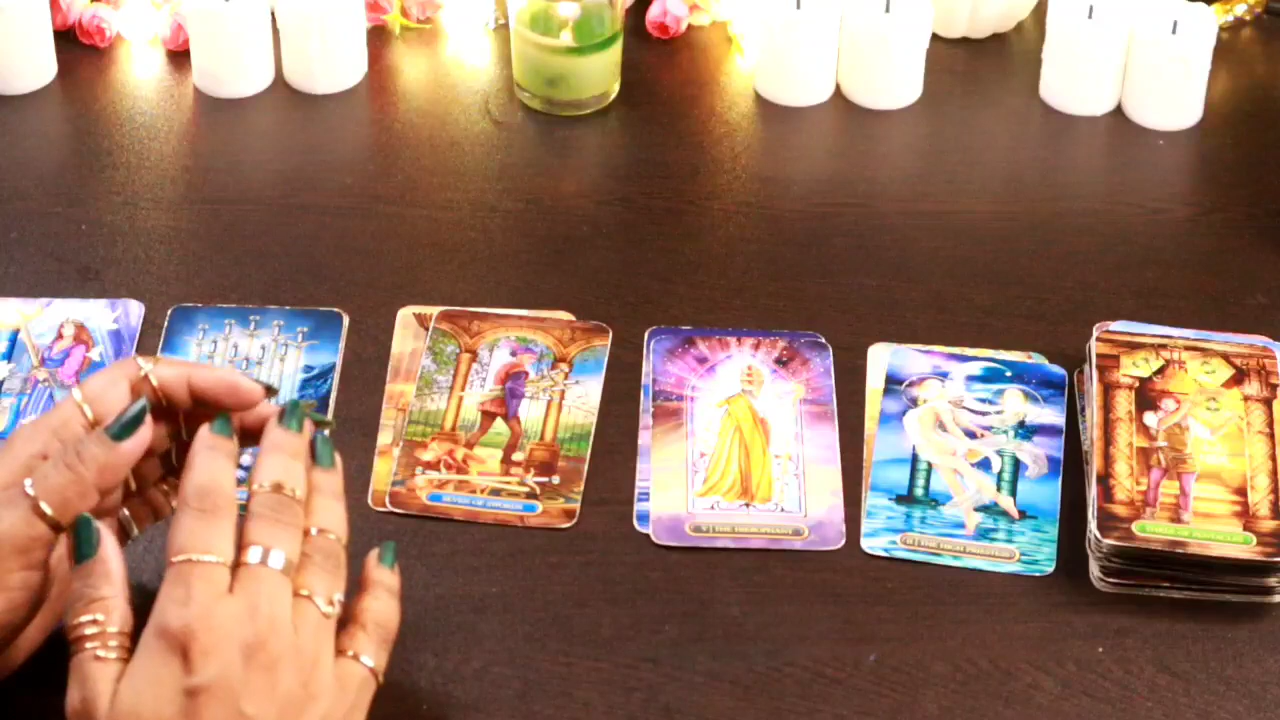 SEVEN OF SWORDS
V | THE HIEROPHANT
II | THE HIGH PRIESTESS
THREE OF PENTACLES